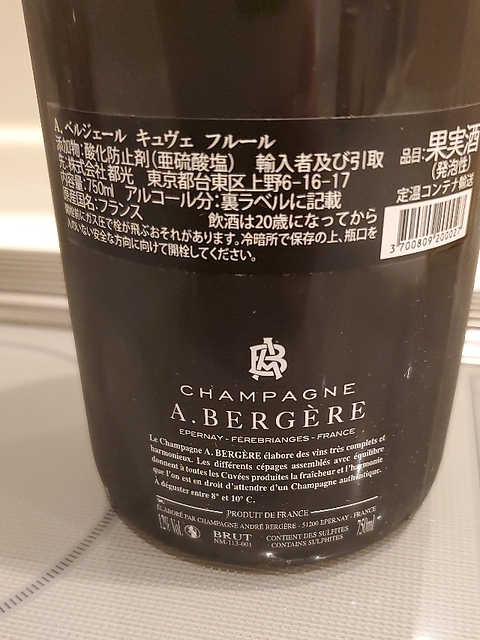 A. ベルジェール キュヴェ フルール
添加物:酸化防止剤(亜硫酸塩) 輸入者及び引取
先:株式会社都光 東京都台東区上野6-16-17
内容量:750ml アルコール分:裏ラベルに記載
原産国名:フランス 飲酒は20歳になってから
開栓前にガス圧で栓が飛ぶおそれがあります。冷暗所で保存の上、瓶口を
人のいない安全な方向に向けて開栓してください。
品目:果実酒
(発泡性)
定温コンテナ輸送
3 700809 200027
AB
CHAMPAGNE
A. BERGÈRE
EPERNAY - FÈREBRIANGES - FRANCE
Le Champagne A. BERGÈRE élabore des vins très complets et
harmonieux. Les différents cépages assemblés avec équilibre
donnent à toutes les Cuvées produites la fraîcheur et l'harmonie
que l'on est en droit d'attendre d'un Champagne authentique.
À déguster entre 8° et 10° C.
PRODUIT DE FRANCE
ÉLABORÉ PAR CHAMPAGNE ANDRÉ BERGÈRE - 51200 EPERNAY - FRANCE
12% Vol. BRUT CONTIENT DES SULFITES 750ml
NM-113-001 CONTAINS SULPHITES